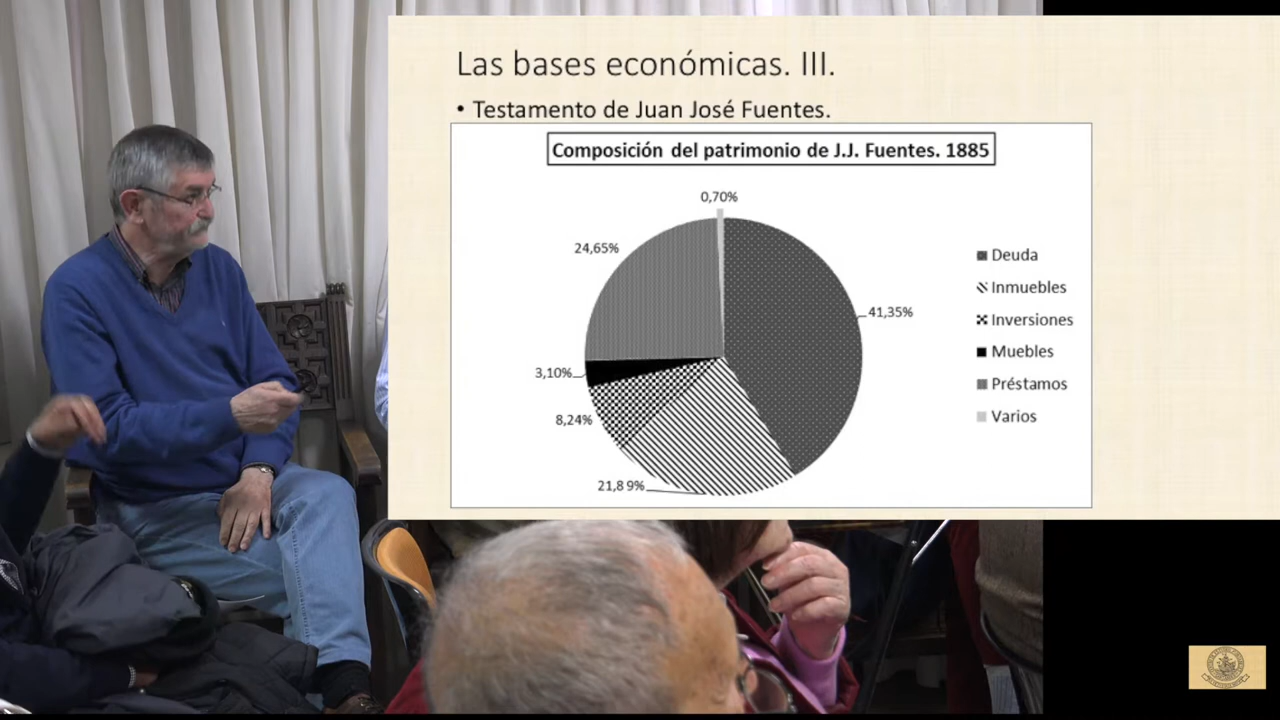 Las bases económicas. III.
• Testamento de Juan José Fuentes.
Composición del patrimonio de J.J. Fuentes. 1885
0,70%
24,65%
41,35%
3,10%
8,24%
21,8 9%
Deuda
Inmuebles
Inversiones
Muebles
Préstamos
Varios